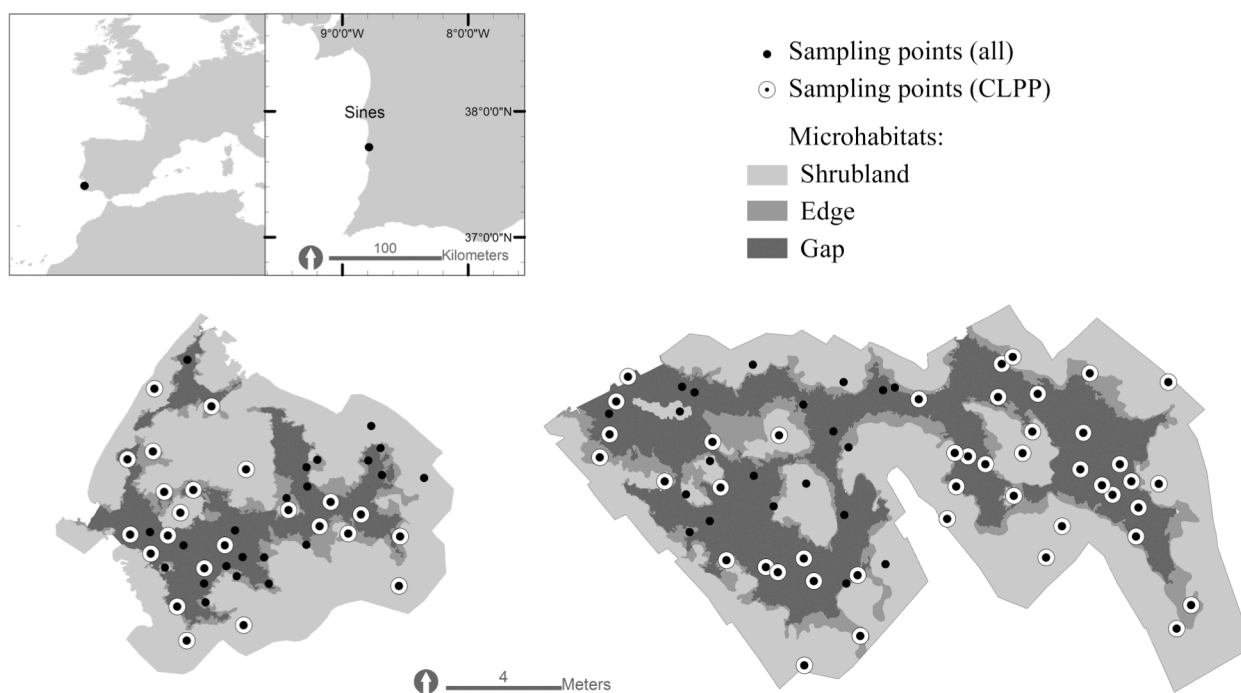 9°0'0"W
8°0'0"W
38°0'0"N
Sines
37°0'0"N
100
Kilometers
Sampling points (all)
Sampling points (CLPP)
Microhabitats:
Shrubland
Edge
Gap
4
Meters